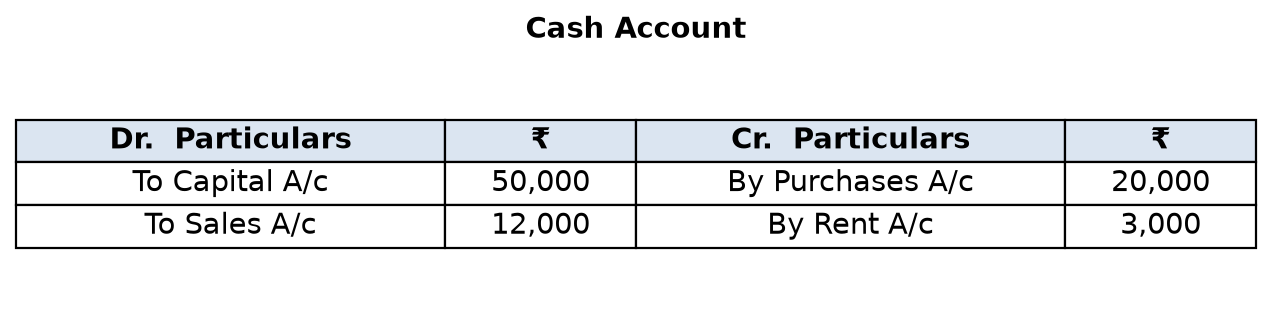 Cash Account
Dr.  Particulars ₹ Cr.  Particulars ₹
To Capital A/c 50,000 By Purchases A/c 20,000
To Sales A/c 12,000 By Rent A/c 3,000